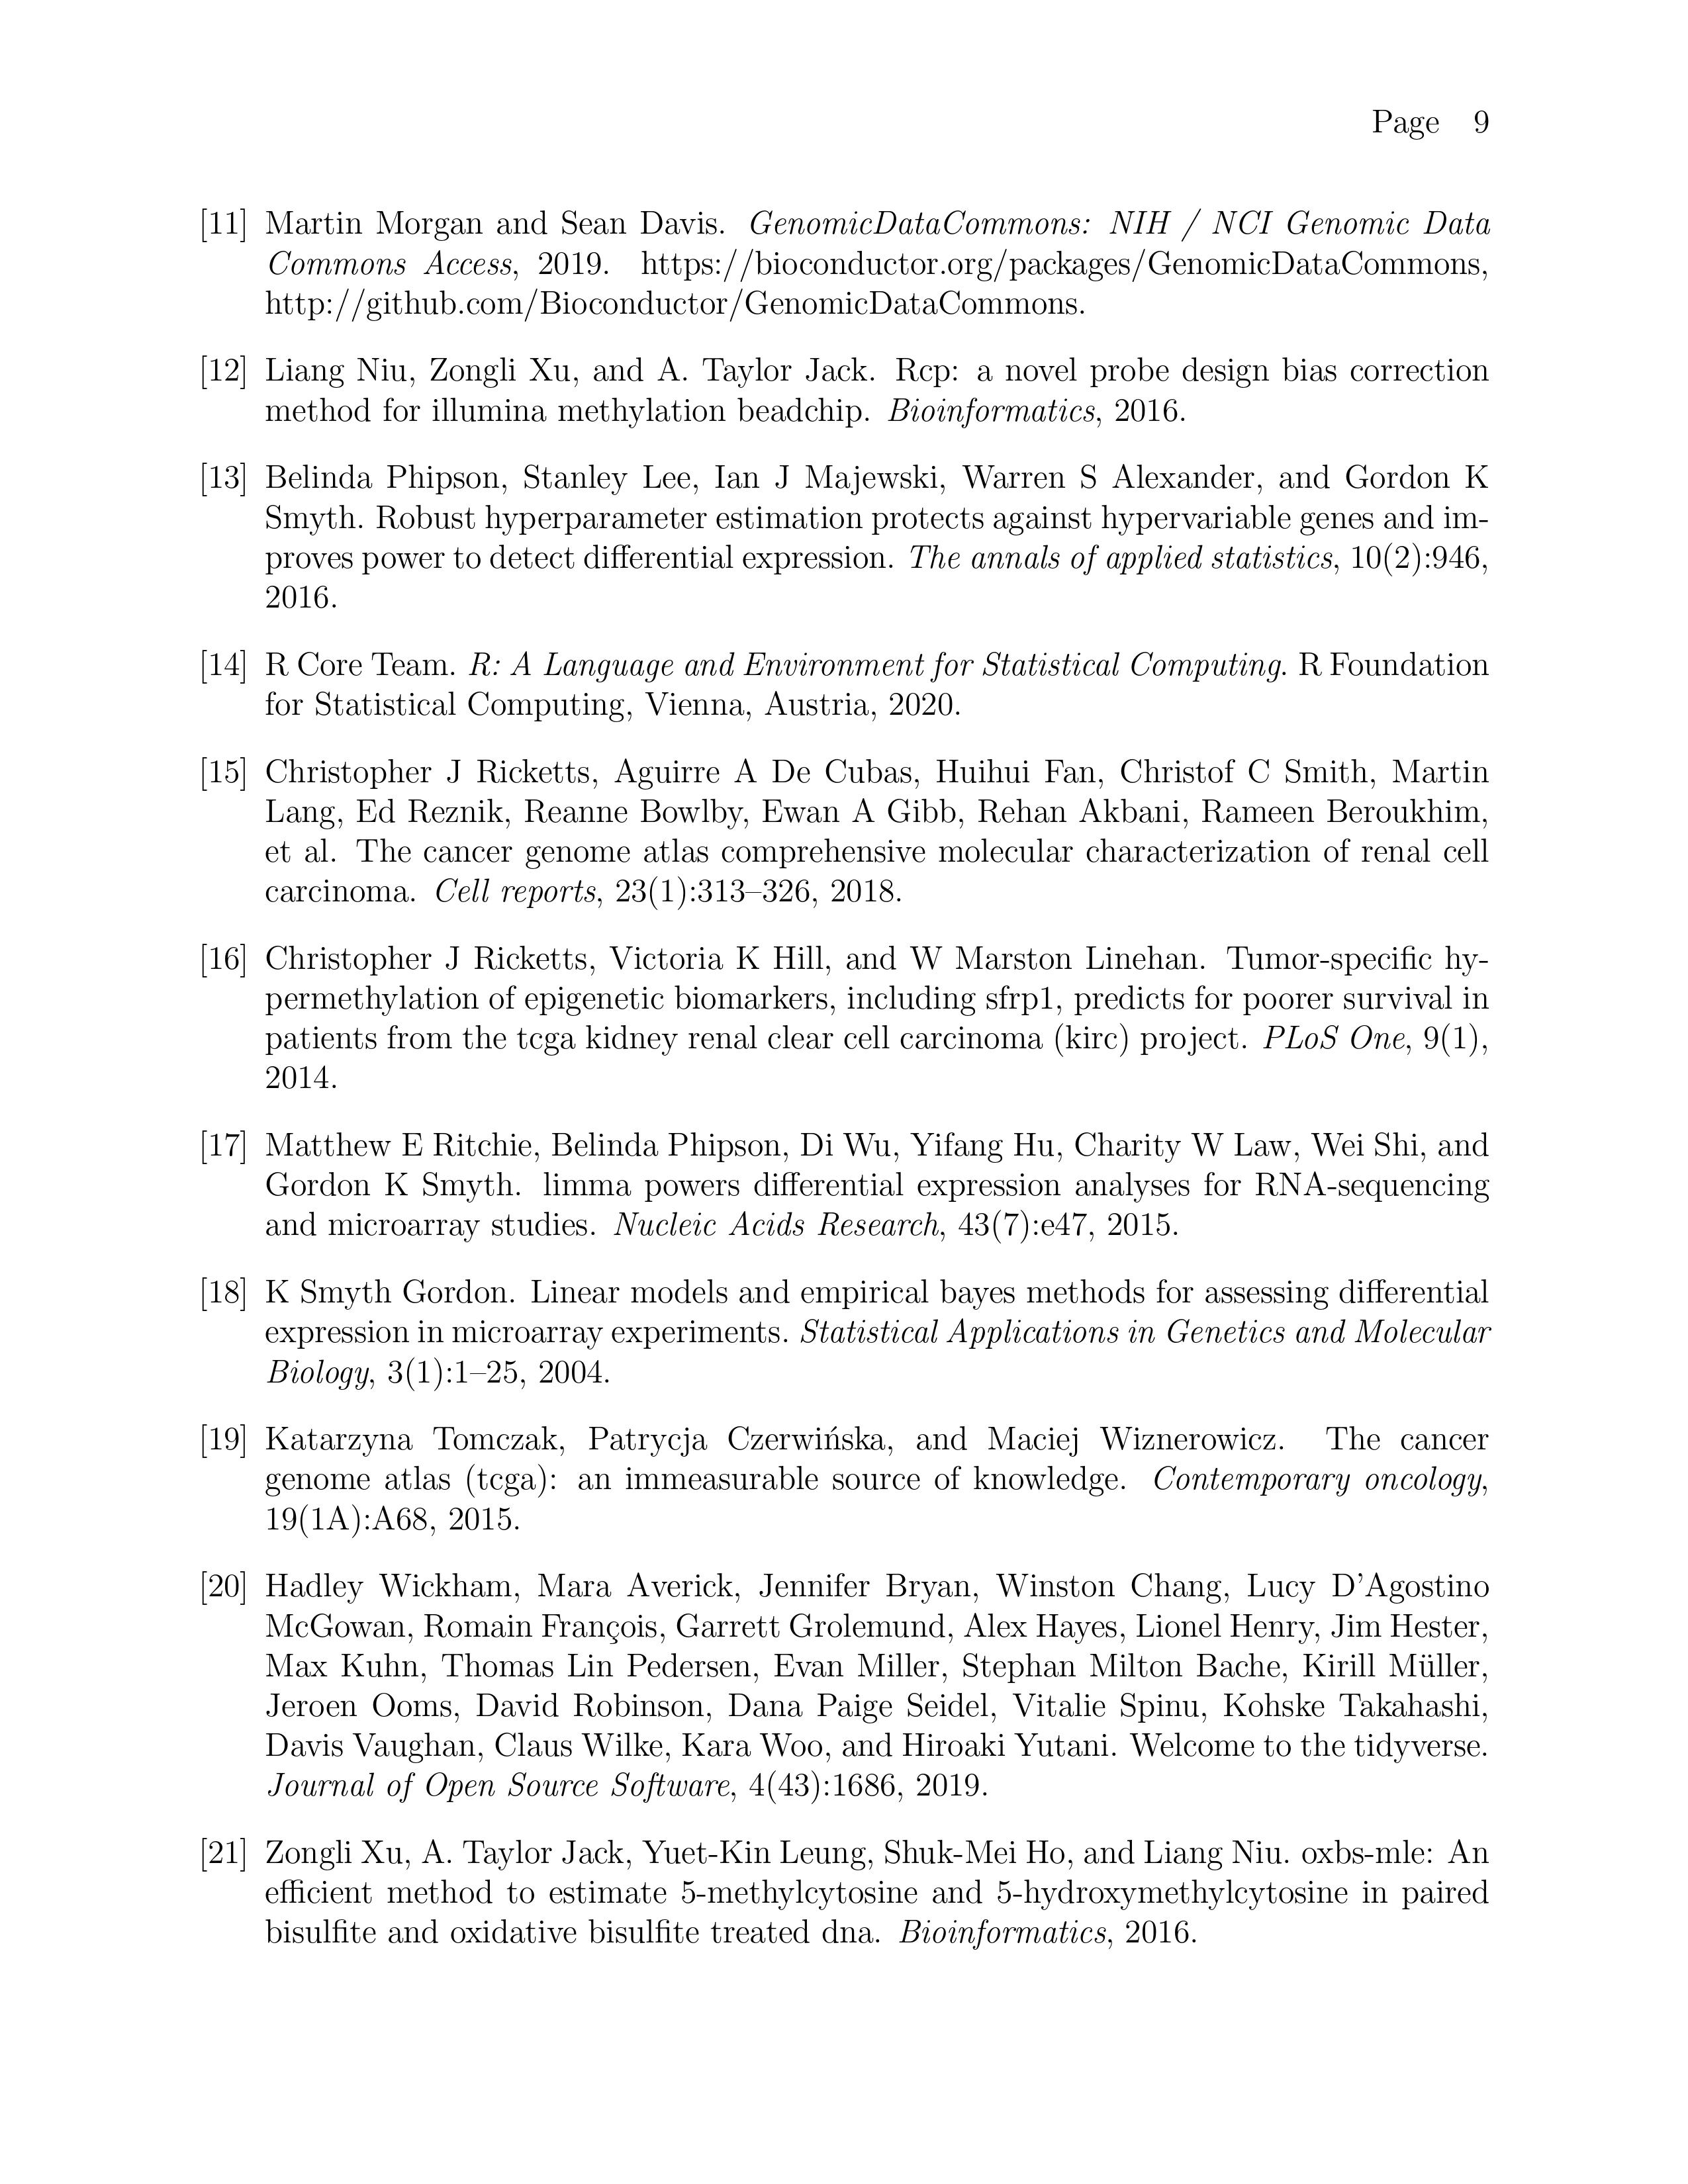 Page 9
[11] Martin Morgan and Sean Davis. GenomicDataCommons: NIH / NCI Genomic Data
Commons Access, 2019. https://bioconductor.org/packages/GenomicDataCommons,
http://github.com/Bioconductor/GenomicDataCommons.
[12] Liang Niu, Zongli Xu, and A. Taylor Jack. Rcp: a novel probe design bias correction
method for illumina methylation beadchip. Bioinformatics, 2016.
[13] Belinda Phipson, Stanley Lee, Ian J Majewski, Warren S Alexander, and Gordon K
Smyth. Robust hyperparameter estimation protects against hypervariable genes and im-
proves power to detect differential expression. The annals of applied statistics, 10(2):946,
2016.
[14] R Core Team. R: A Language and Environment for Statistical Computing. R Foundation
for Statistical Computing, Vienna, Austria, 2020.
[15] Christopher J Ricketts, Aguirre A De Cubas, Huihui Fan, Christof C Smith, Martin
Lang, Ed Reznik, Reanne Bowlby, Ewan A Gibb, Rehan Akbani, Rameen Beroukhim,
et al. The cancer genome atlas comprehensive molecular characterization of renal cell
carcinoma. Cell reports, 23(1):313–326, 2018.
[16] Christopher J Ricketts, Victoria K Hill, and W Marston Linehan. Tumor-specific hy-
permethylation of epigenetic biomarkers, including sfrp1, predicts for poorer survival in
patients from the tcga kidney renal clear cell carcinoma (kirc) project. PLoS One, 9(1),
2014.
[17] Matthew E Ritchie, Belinda Phipson, Di Wu, Yifang Hu, Charity W Law, Wei Shi, and
Gordon K Smyth. limma powers differential expression analyses for RNA-sequencing
and microarray studies. Nucleic Acids Research, 43(7):e47, 2015.
[18] K Smyth Gordon. Linear models and empirical bayes methods for assessing differential
expression in microarray experiments. Statistical Applications in Genetics and Molecular
Biology, 3(1):1–25, 2004.
[19] Katarzyna Tomczak, Patrycja Czerwińska, and Maciej Wiznerowicz. The cancer
genome atlas (tcga): an immeasurable source of knowledge. Contemporary oncology,
19(1A):A68, 2015.
[20] Hadley Wickham, Mara Averick, Jennifer Bryan, Winston Chang, Lucy D'Agostino
McGowan, Romain François, Garrett Grolemund, Alex Hayes, Lionel Henry, Jim Hester,
Max Kuhn, Thomas Lin Pedersen, Evan Miller, Stephan Milton Bache, Kirill Müller,
Jeroen Ooms, David Robinson, Dana Paige Seidel, Vitalie Spinu, Kohske Takahashi,
Davis Vaughan, Claus Wilke, Kara Woo, and Hiroaki Yutani. Welcome to the tidyverse.
Journal of Open Source Software, 4(43):1686, 2019.
[21] Zongli Xu, A. Taylor Jack, Yuet-Kin Leung, Shuk-Mei Ho, and Liang Niu. oxbs-mle: An
efficient method to estimate 5-methylcytosine and 5-hydroxymethylcytosine in paired
bisulfite and oxidative bisulfite treated dna. Bioinformatics, 2016.